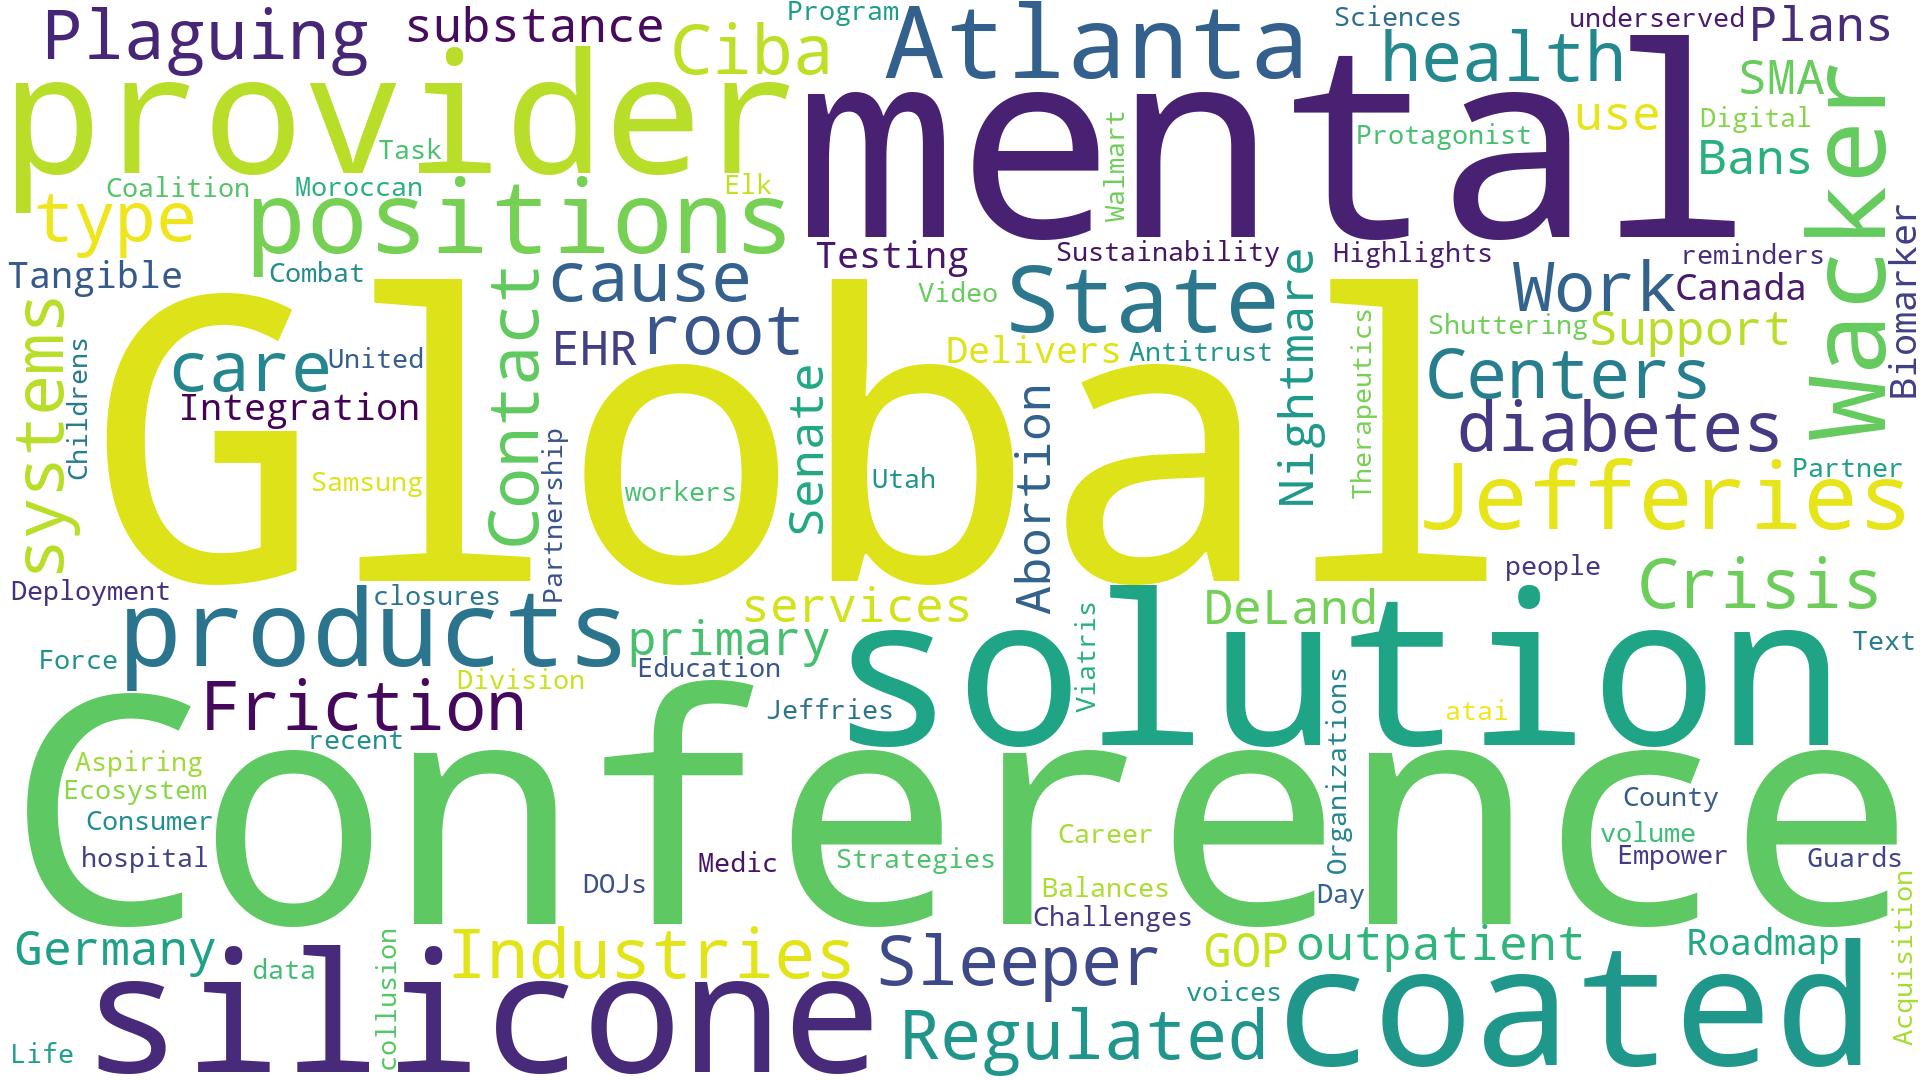 Plaguing
substance
Program
Ciba
Atlanta
Sciences
underserved
Plans
provider
mental
health
SMA
Wacker
use
Digital
Task
Walmart
Protagonist
Bans
Coalition
Moroccan
Elk
type
positions
Biomarker
Tangible
Combat
cause
Testing
Sustainability
Highlights
reminders
State
Work
Canada
systems
Global
Contact
Video
Nightmare
Childrens
care
United
EHR
root
Delivers
Antitrust
Therapeutics
Shuttering
Support
Centers
Integration
Senate
Abortion
diabetes
Samsung
Partnership
workers
Utah
Jefferies
Partner
Deployment
closures
people
Crisis
products
services
DeLand
primary
solution
Viatris
Text
Force
Friction
Division
Education
Jeffries
Organizations
atai
recent
Conference
Aspiring
Ecosystem
Consumer
hospital
DOJs
Medic
Strategies
Career
Balances
Challenges
Day
County
volume
Empower
Guards
Acquisition
Germany
data
collusion
Industries
Sleeper
GOP
outpatient
Roadmap
silicone
voices
coated
Regulated
Life